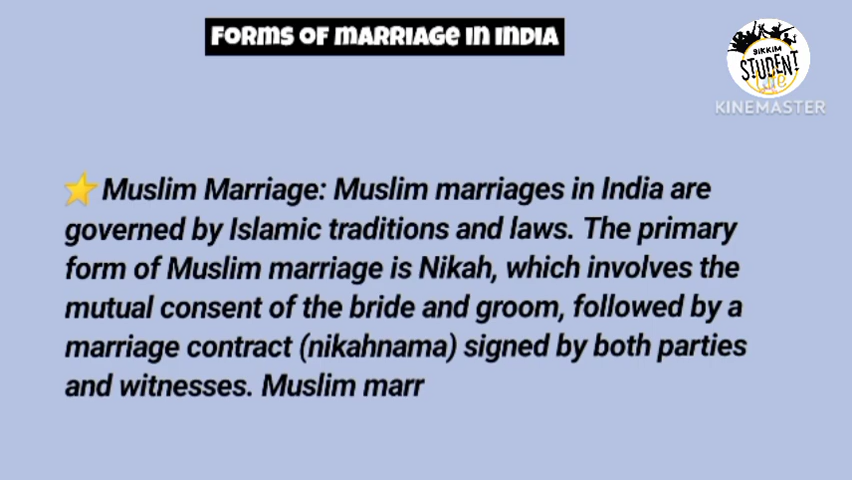 FORMS OF MARRIAGE IN INDIA
SIKKIM
STUDENT
Life
KINEMASTER
⭐Muslim Marriage: Muslim marriages in India are
governed by Islamic traditions and laws. The primary
form of Muslim marriage is Nikah, which involves the
mutual consent of the bride and groom, followed by a
marriage contract (nikahnama) signed by both parties
and witnesses. Muslim marr